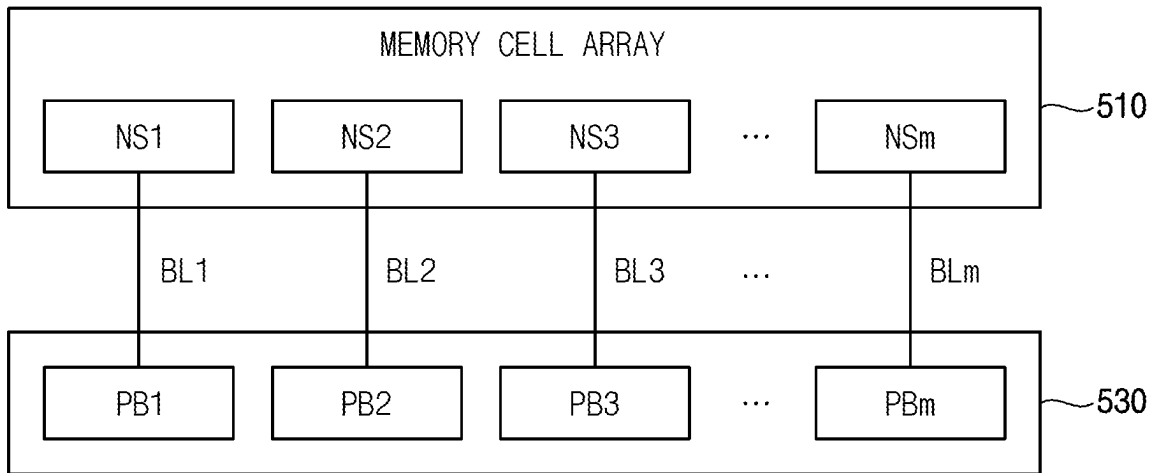 MEMORY CELL ARRAY
NS1 NS2 NS3 ... NSm
510
BL1 BL2 BL3 ... BLm
PB1 PB2 PB3 ... PBm
530